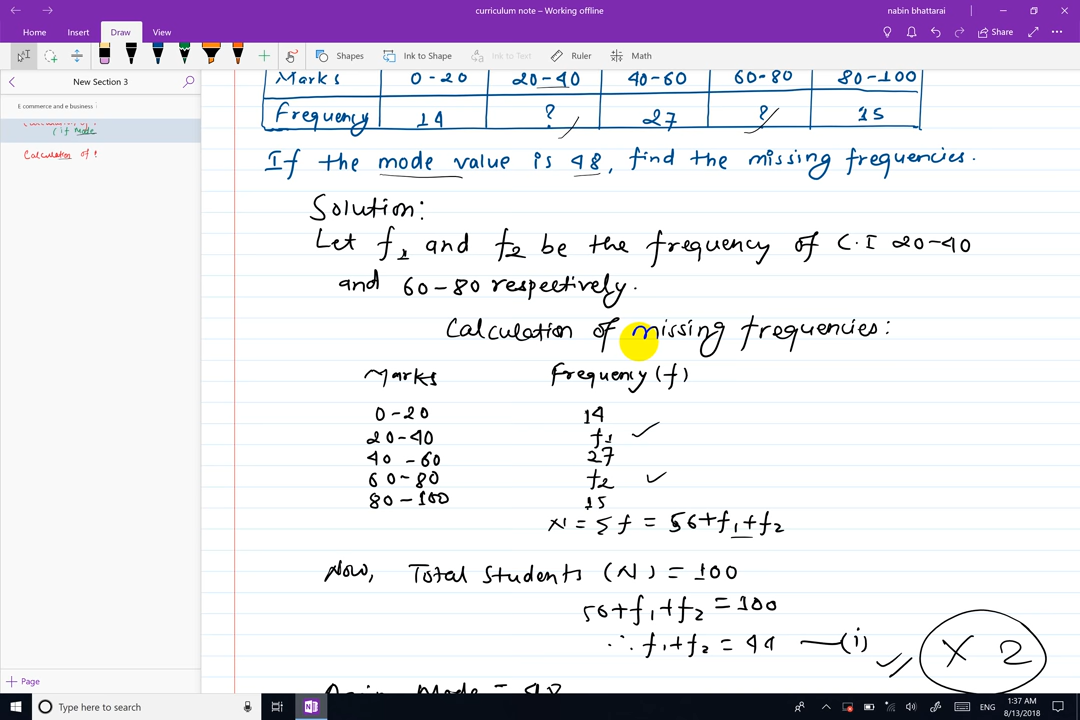 curriculum note – Working offline
nabin bhattarai
Home Insert Draw View
Share
Shapes Ink to Shape Ink to Text Ruler Math
New Section 3
E commerce and e business
(if mode
Calculation of
Page
Marks 0-20 20-40 40-60 60-80 80-100
Frequency 14 ? 27 ? 15
If the mode value is 48, find the missing frequencies.
Solution:
Let f1 and f2 be the frequency of C.I 20-40
and 60-80 respectively.
Calculation of missing frequencies:
Marks Frequency (f)
0-20 14
20-40 f1
40-60 27
60-80 f2
80-100 15
N = Σf = 56+f1+f2
Now, Total Students (N) = 100
56+f1+f2 = 100
∴ f1+f2 = 44 —(i)
X 2
Mode = 48
Type here to search
ENG
1:37 AM
8/13/2018